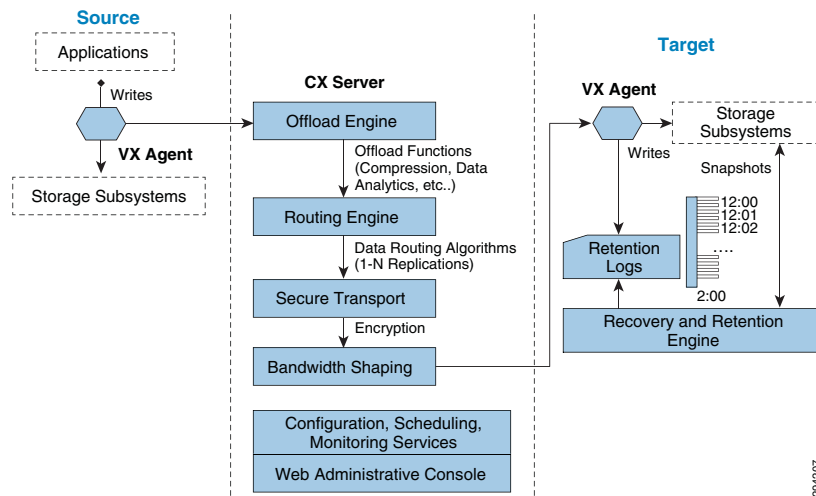 Source
Applications
Writes
VX Agent
Storage Subsystems
CX Server
Offload Engine
Offload Functions
(Compression, Data
Analytics, etc..)
Routing Engine
Data Routing Algorithms
(1-N Replications)
Secure Transport
Encryption
Bandwidth Shaping
Configuration, Scheduling,
Monitoring Services
Web Administrative Console
Target
VX Agent
Storage
Subsystems
Writes
Snapshots
12:00
12:01
12:02
....
2:00
Retention
Logs
Recovery and Retention
Engine